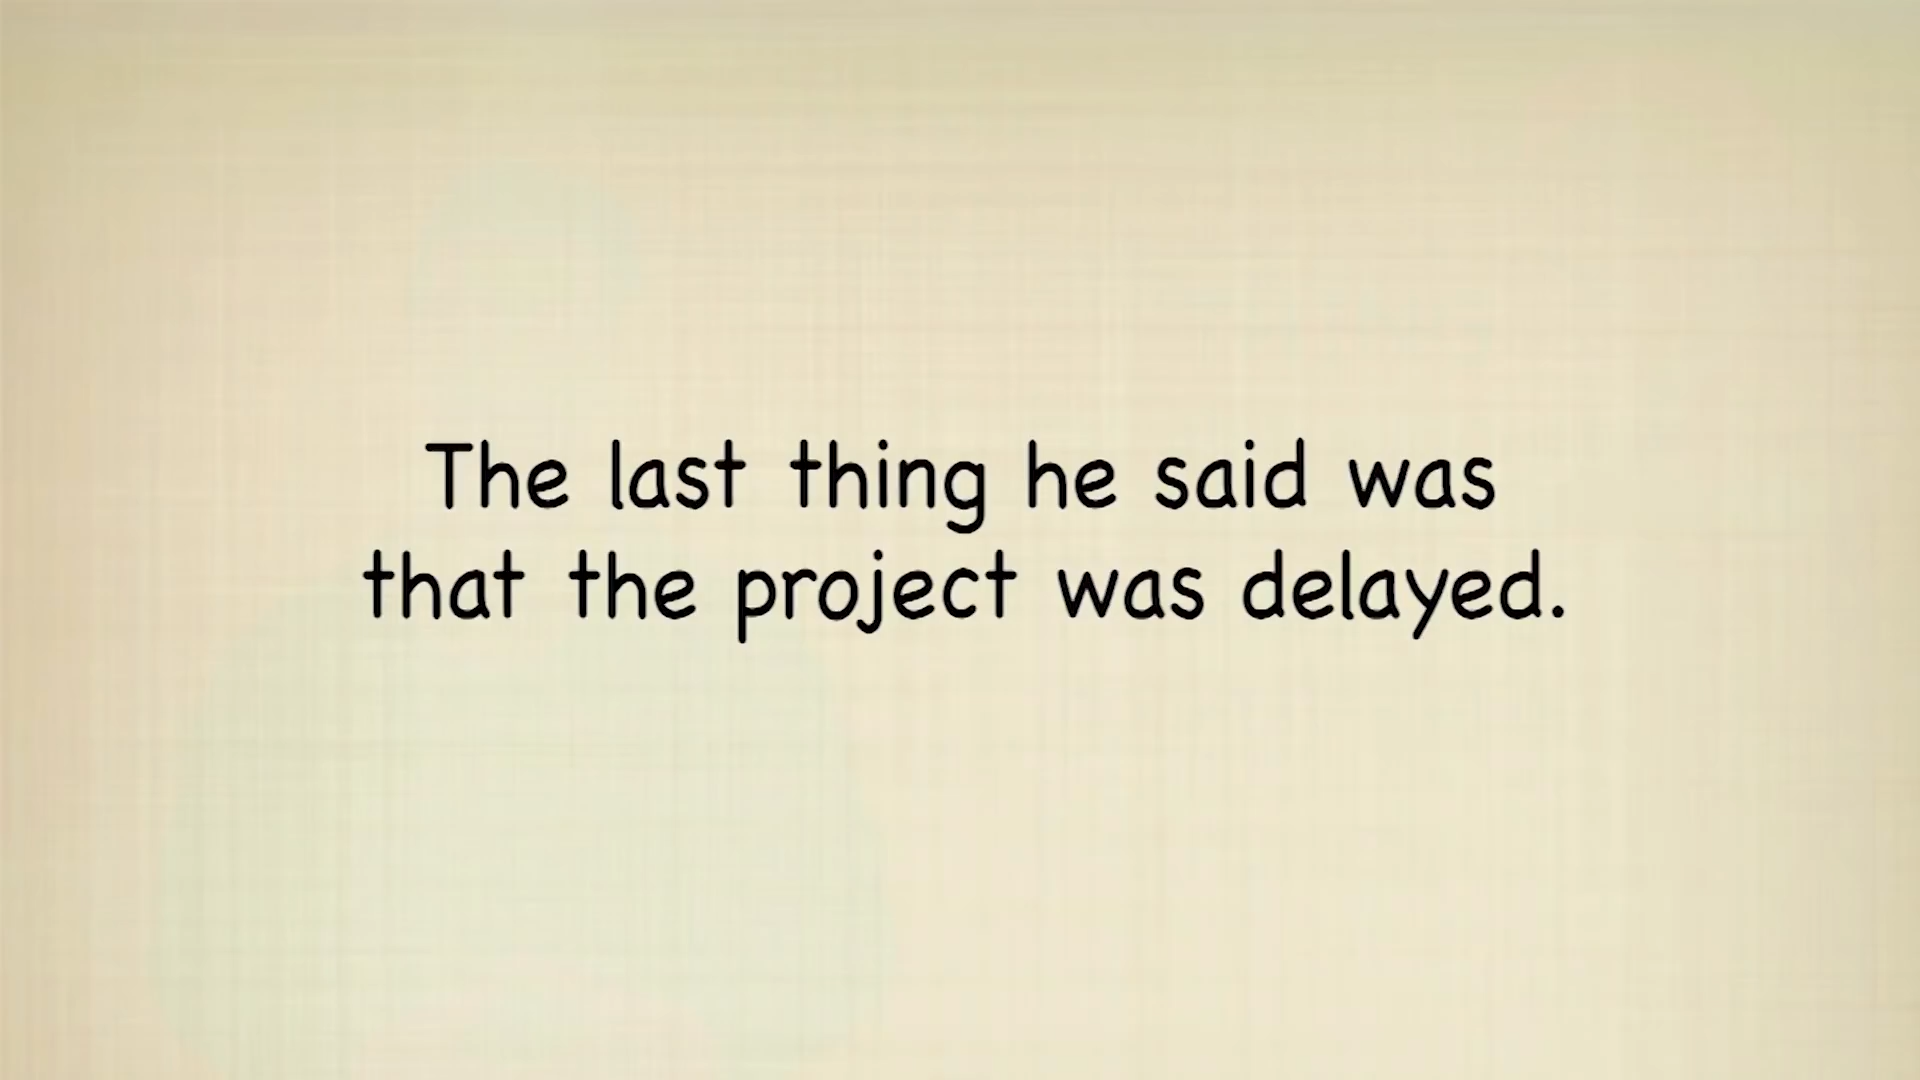 The last thing he said was
that the project was delayed.